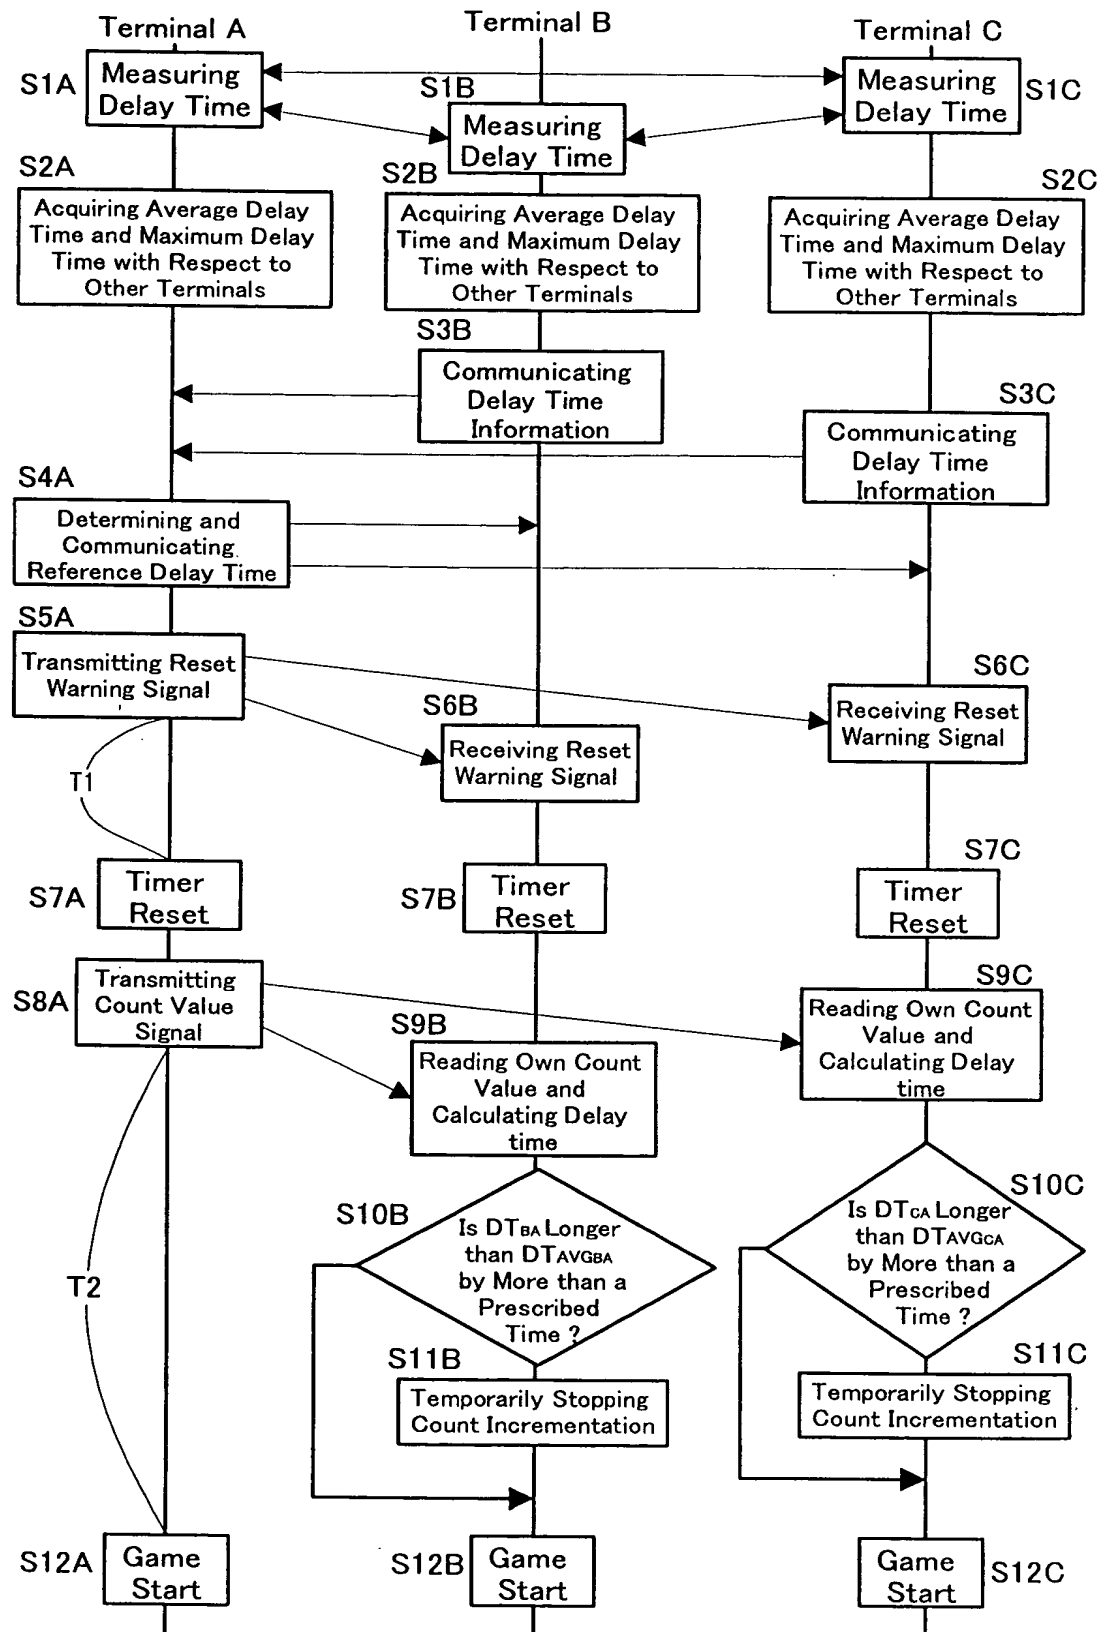 Terminal A
Terminal B
Terminal C
S1A
Measuring
Delay Time
S1B
Measuring
Delay Time
Measuring
Delay Time
S1C
S2A
Acquiring Average Delay
Time and Maximum Delay
Time with Respect to
Other Terminals
S2B
Acquiring Average Delay
Time and Maximum Delay
Time with Respect to
Other Terminals
S2C
Acquiring Average Delay
Time and Maximum Delay
Time with Respect to
Other Terminals
S3B
Communicating
Delay Time
Information
S3C
Communicating
Delay Time
Information
S4A
Determining and
Communicating
Reference Delay Time
S5A
Transmitting Reset
Warning Signal
S6C
Receiving Reset
Warning Signal
S6B
Receiving Reset
Warning Signal
T1
S7A
Timer
Reset
S7B
Timer
Reset
S7C
Timer
Reset
S8A
Transmitting
Count Value
Signal
S9B
Reading Own Count
Value and
Calculating Delay
time
S9C
Reading Own Count
Value and
Calculating Delay
time
S10B
Is DTBA Longer
than DTAVGBA
by More than a
Prescribed
Time ?
S10C
Is DTCA Longer
than DTAVGCA
by More than a
Prescribed
Time ?
T2
S11B
Temporarily Stopping
Count Incrementation
S11C
Temporarily Stopping
Count Incrementation
S12A
Game
Start
S12B
Game
Start
Game
Start
S12C